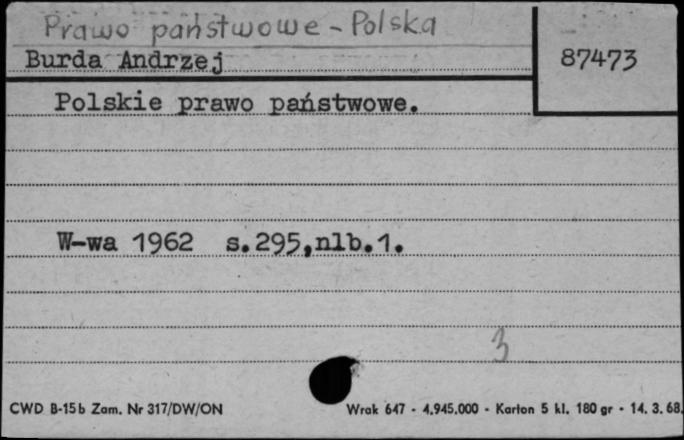 Prawo państwowe - Polska
Burda Andrzej
87473
Polskie prawo państwowe.
W-wa 1962 s.295,nlb.1.
3
CWD B-15b Zam. Nr 317/DW/ON
Wrak 647 - 4.945.000 - Karton 5 kl. 180 gr - 14. 3. 68.